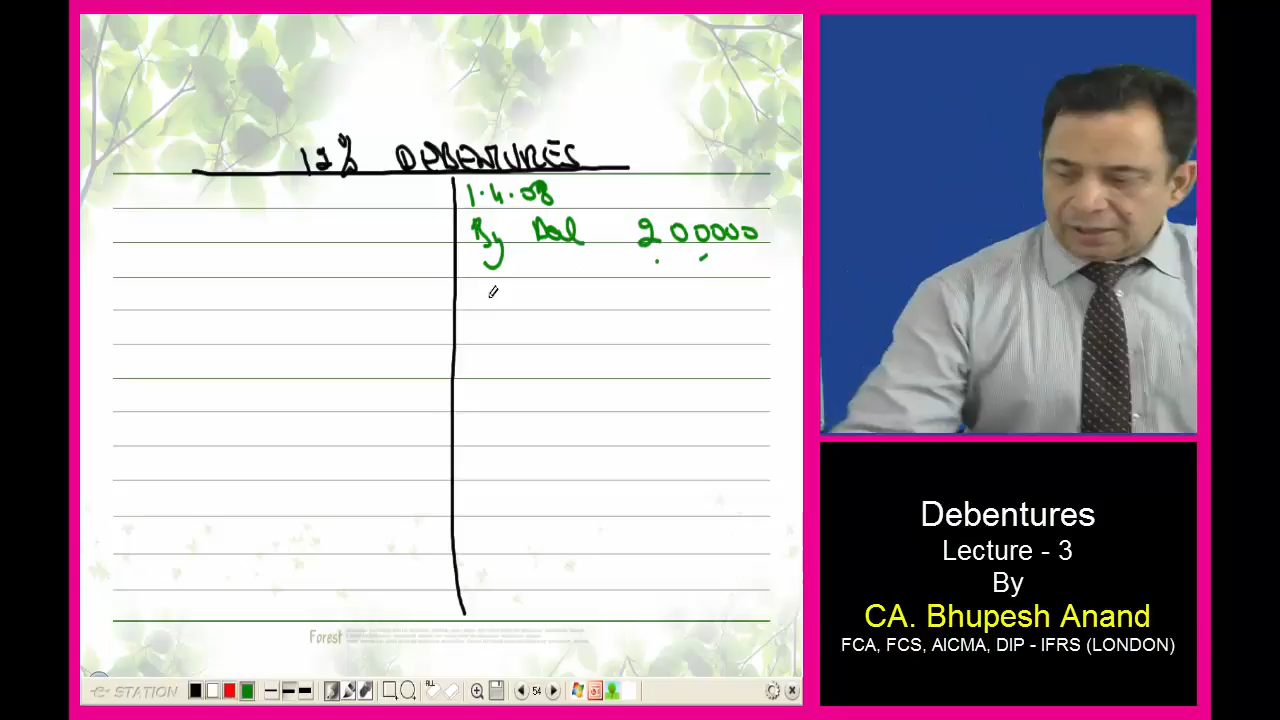 12% DEBENTURES
1.4.08
By Bal 200000
Forest
e-STATION
ALL
54
Debentures
Lecture - 3
By
CA. Bhupesh Anand
FCA, FCS, AICMA, DIP - IFRS (LONDON)